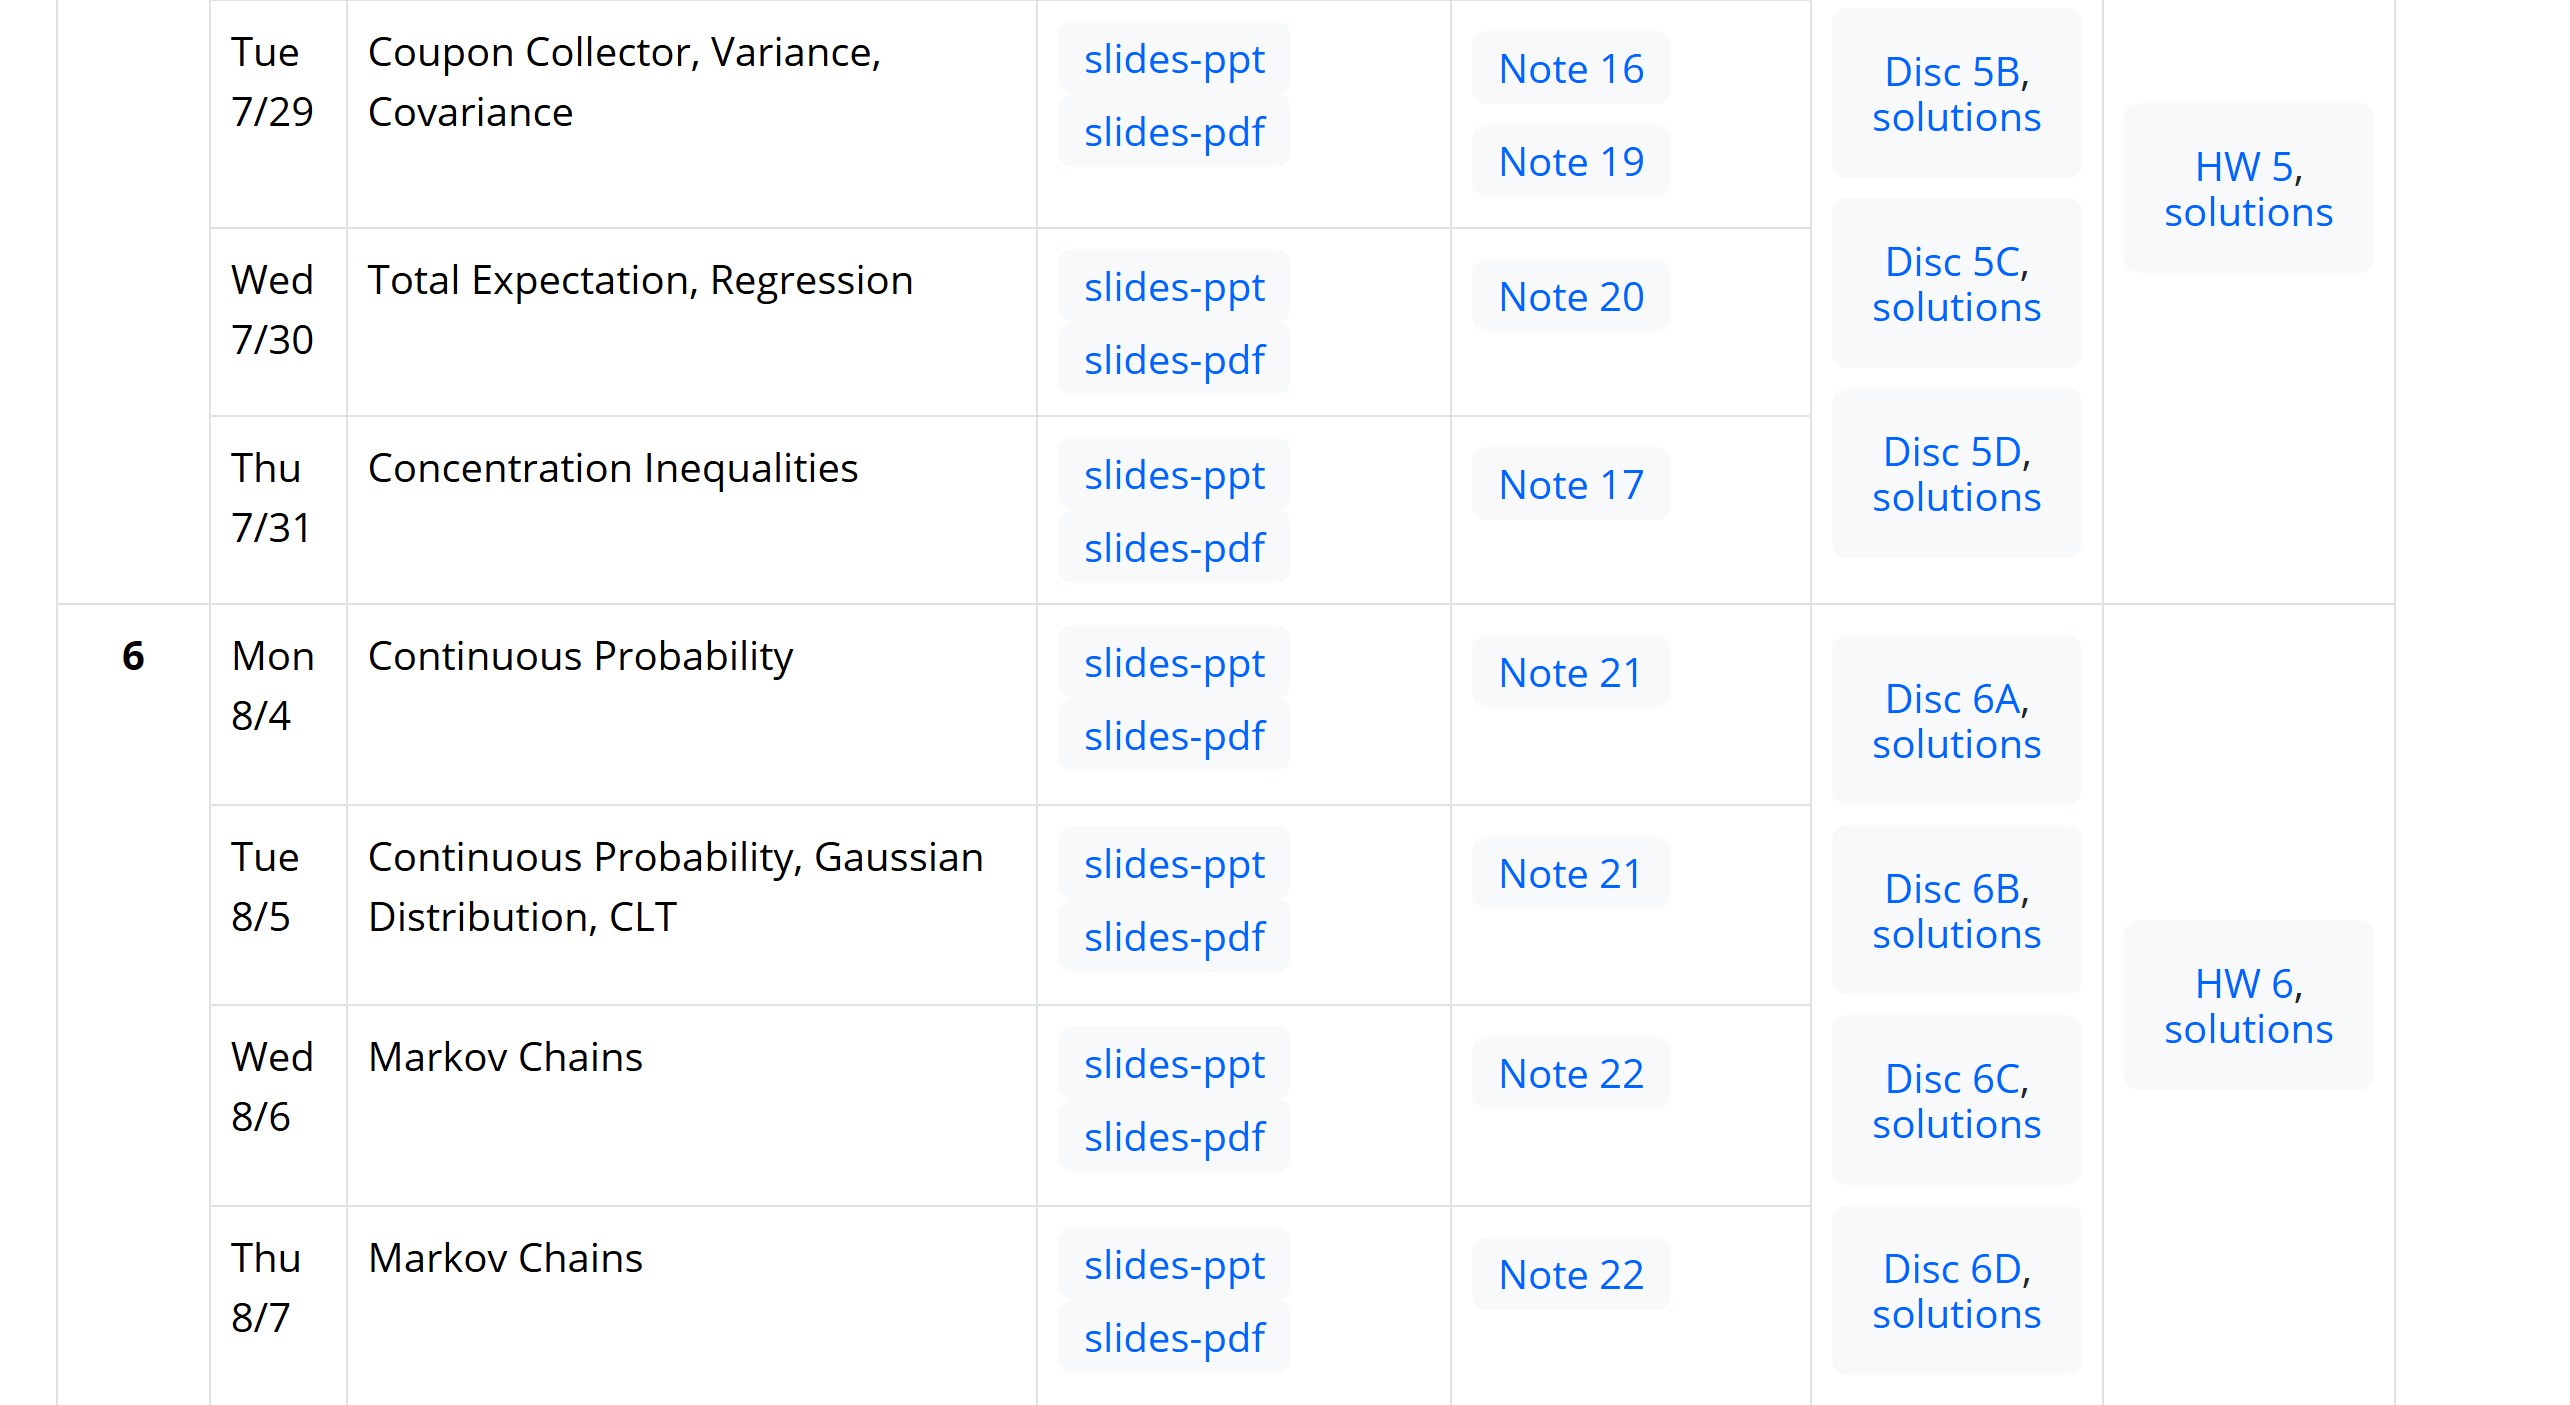 Tue
7/29
Coupon Collector, Variance,
Covariance
slides-ppt
slides-pdf
Note 16
Note 19
Disc 5B,
solutions
HW 5,
solutions
Wed
7/30
Total Expectation, Regression
slides-ppt
slides-pdf
Note 20
Disc 5C,
solutions
Thu
7/31
Concentration Inequalities
slides-ppt
slides-pdf
Note 17
Disc 5D,
solutions
6
Mon
8/4
Continuous Probability
slides-ppt
slides-pdf
Note 21
Disc 6A,
solutions
Tue
8/5
Continuous Probability, Gaussian
Distribution, CLT
slides-ppt
slides-pdf
Note 21
Disc 6B,
solutions
HW 6,
solutions
Wed
8/6
Markov Chains
slides-ppt
slides-pdf
Note 22
Disc 6C,
solutions
Thu
8/7
Markov Chains
slides-ppt
slides-pdf
Note 22
Disc 6D,
solutions